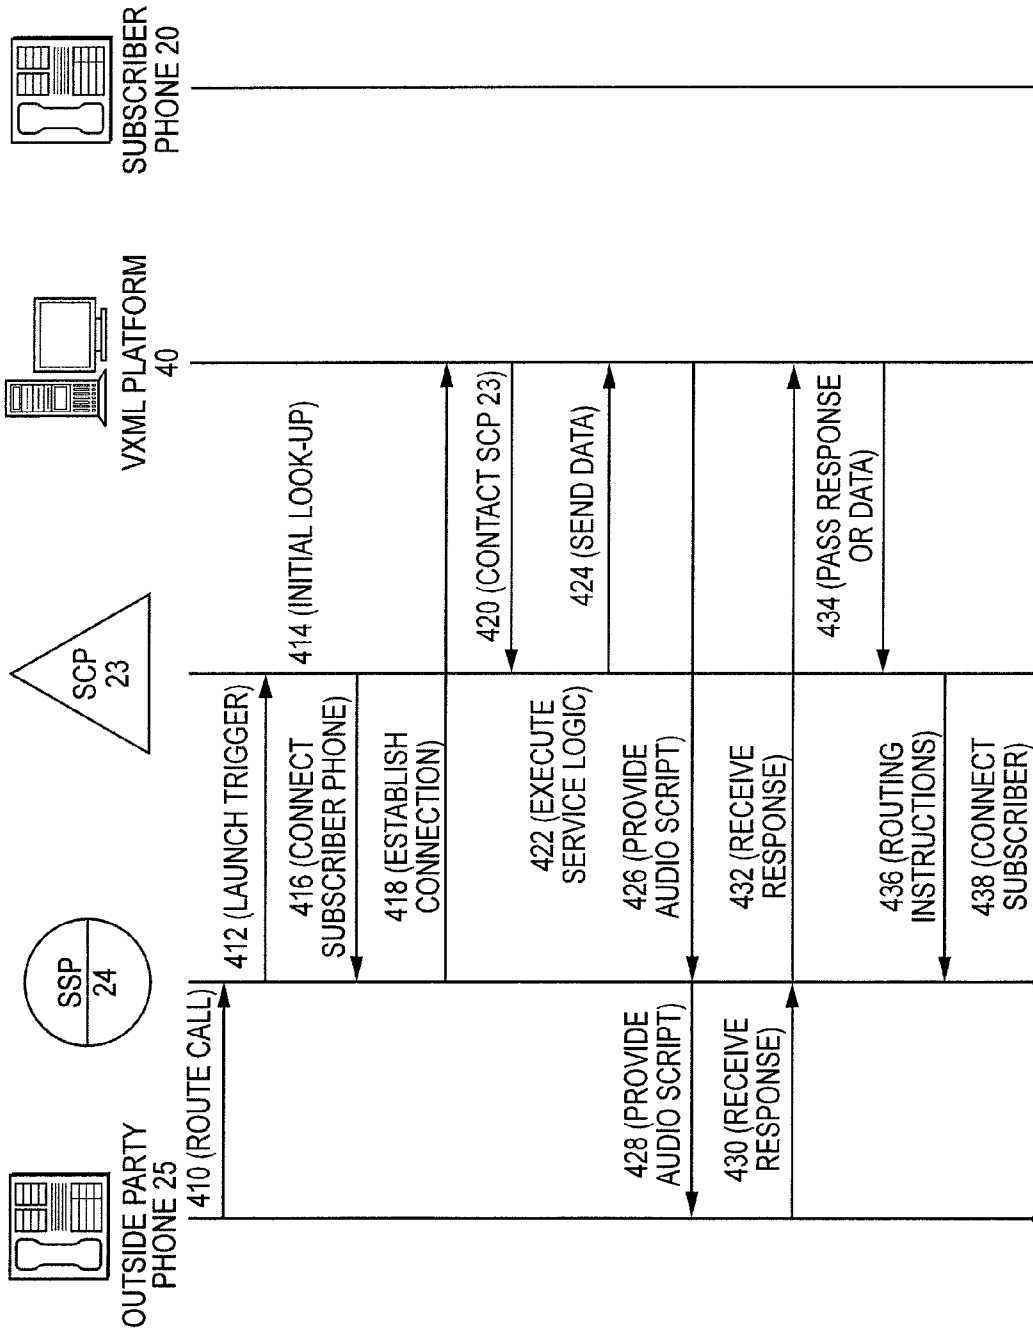 OUTSIDE PARTY
PHONE 25
SSP
24
SCP
23
VXML PLATFORM
40
SUBSCRIBER
PHONE 20
410 (ROUTE CALL)
412 (LAUNCH TRIGGER)
414 (INITIAL LOOK-UP)
416 (CONNECT
SUBSCRIBER PHONE)
418 (ESTABLISH
CONNECTION)
420 (CONTACT SCP 23)
422 (EXECUTE
SERVICE LOGIC)
424 (SEND DATA)
426 (PROVIDE
AUDIO SCRIPT)
428 (PROVIDE
AUDIO SCRIPT)
430 (RECEIVE
RESPONSE)
432 (RECEIVE
RESPONSE)
434 (PASS RESPONSE
OR DATA)
436 (ROUTING
INSTRUCTIONS)
438 (CONNECT
SUBSCRIBER)